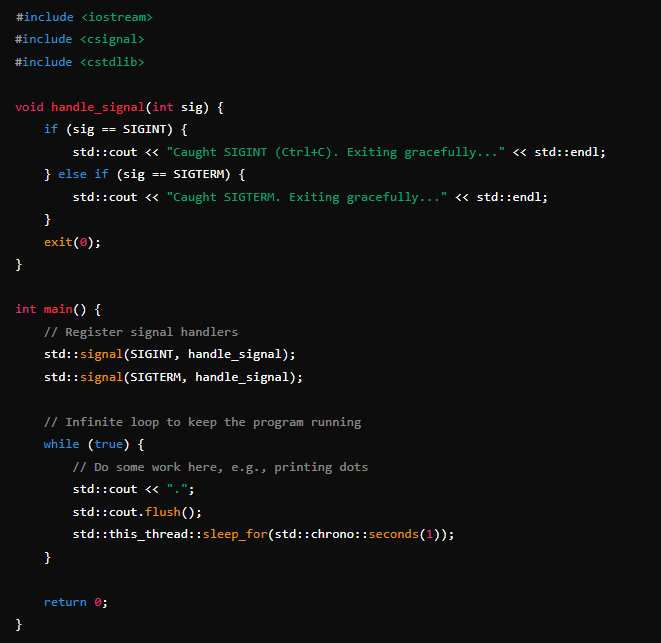 #include <iostream>
#include <csignal>
#include <cstdlib>

void handle_signal(int sig) {
    if (sig == SIGINT) {
        std::cout << "Caught SIGINT (Ctrl+C). Exiting gracefully..." << std::endl;
    } else if (sig == SIGTERM) {
        std::cout << "Caught SIGTERM. Exiting gracefully..." << std::endl;
    }
    exit(0);
}

int main() {
    // Register signal handlers
    std::signal(SIGINT, handle_signal);
    std::signal(SIGTERM, handle_signal);

    // Infinite loop to keep the program running
    while (true) {
        // Do some work here, e.g., printing dots
        std::cout << ".";
        std::cout.flush();
        std::this_thread::sleep_for(std::chrono::seconds(1));
    }

    return 0;
}